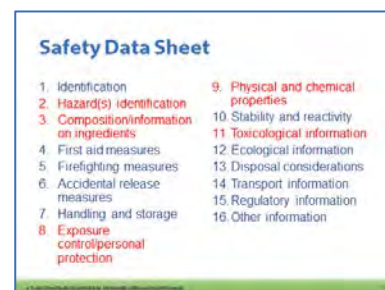 Safety Data Sheet
1. Identification
2. Hazard(s) identification
3. Composition/information
on ingredients
4. First aid measures
5. Firefighting measures
6. Accidental release
measures
7. Handling and storage
8. Exposure
control/personal
protection
9. Physical and chemical
properties
10. Stability and reactivity
11. Toxicological information
12. Ecological information
13. Disposal considerations
14. Transport information
15. Regulatory information
16. Other information